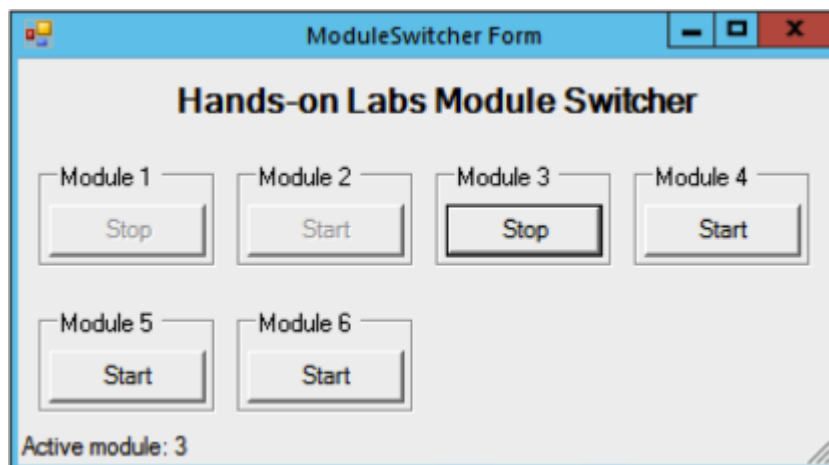 ModuleSwitcher Form
Hands-on Labs Module Switcher
Module 1 Module 2 Module 3 Module 4
Stop Start Stop Start
Module 5 Module 6
Start Start
Active module: 3